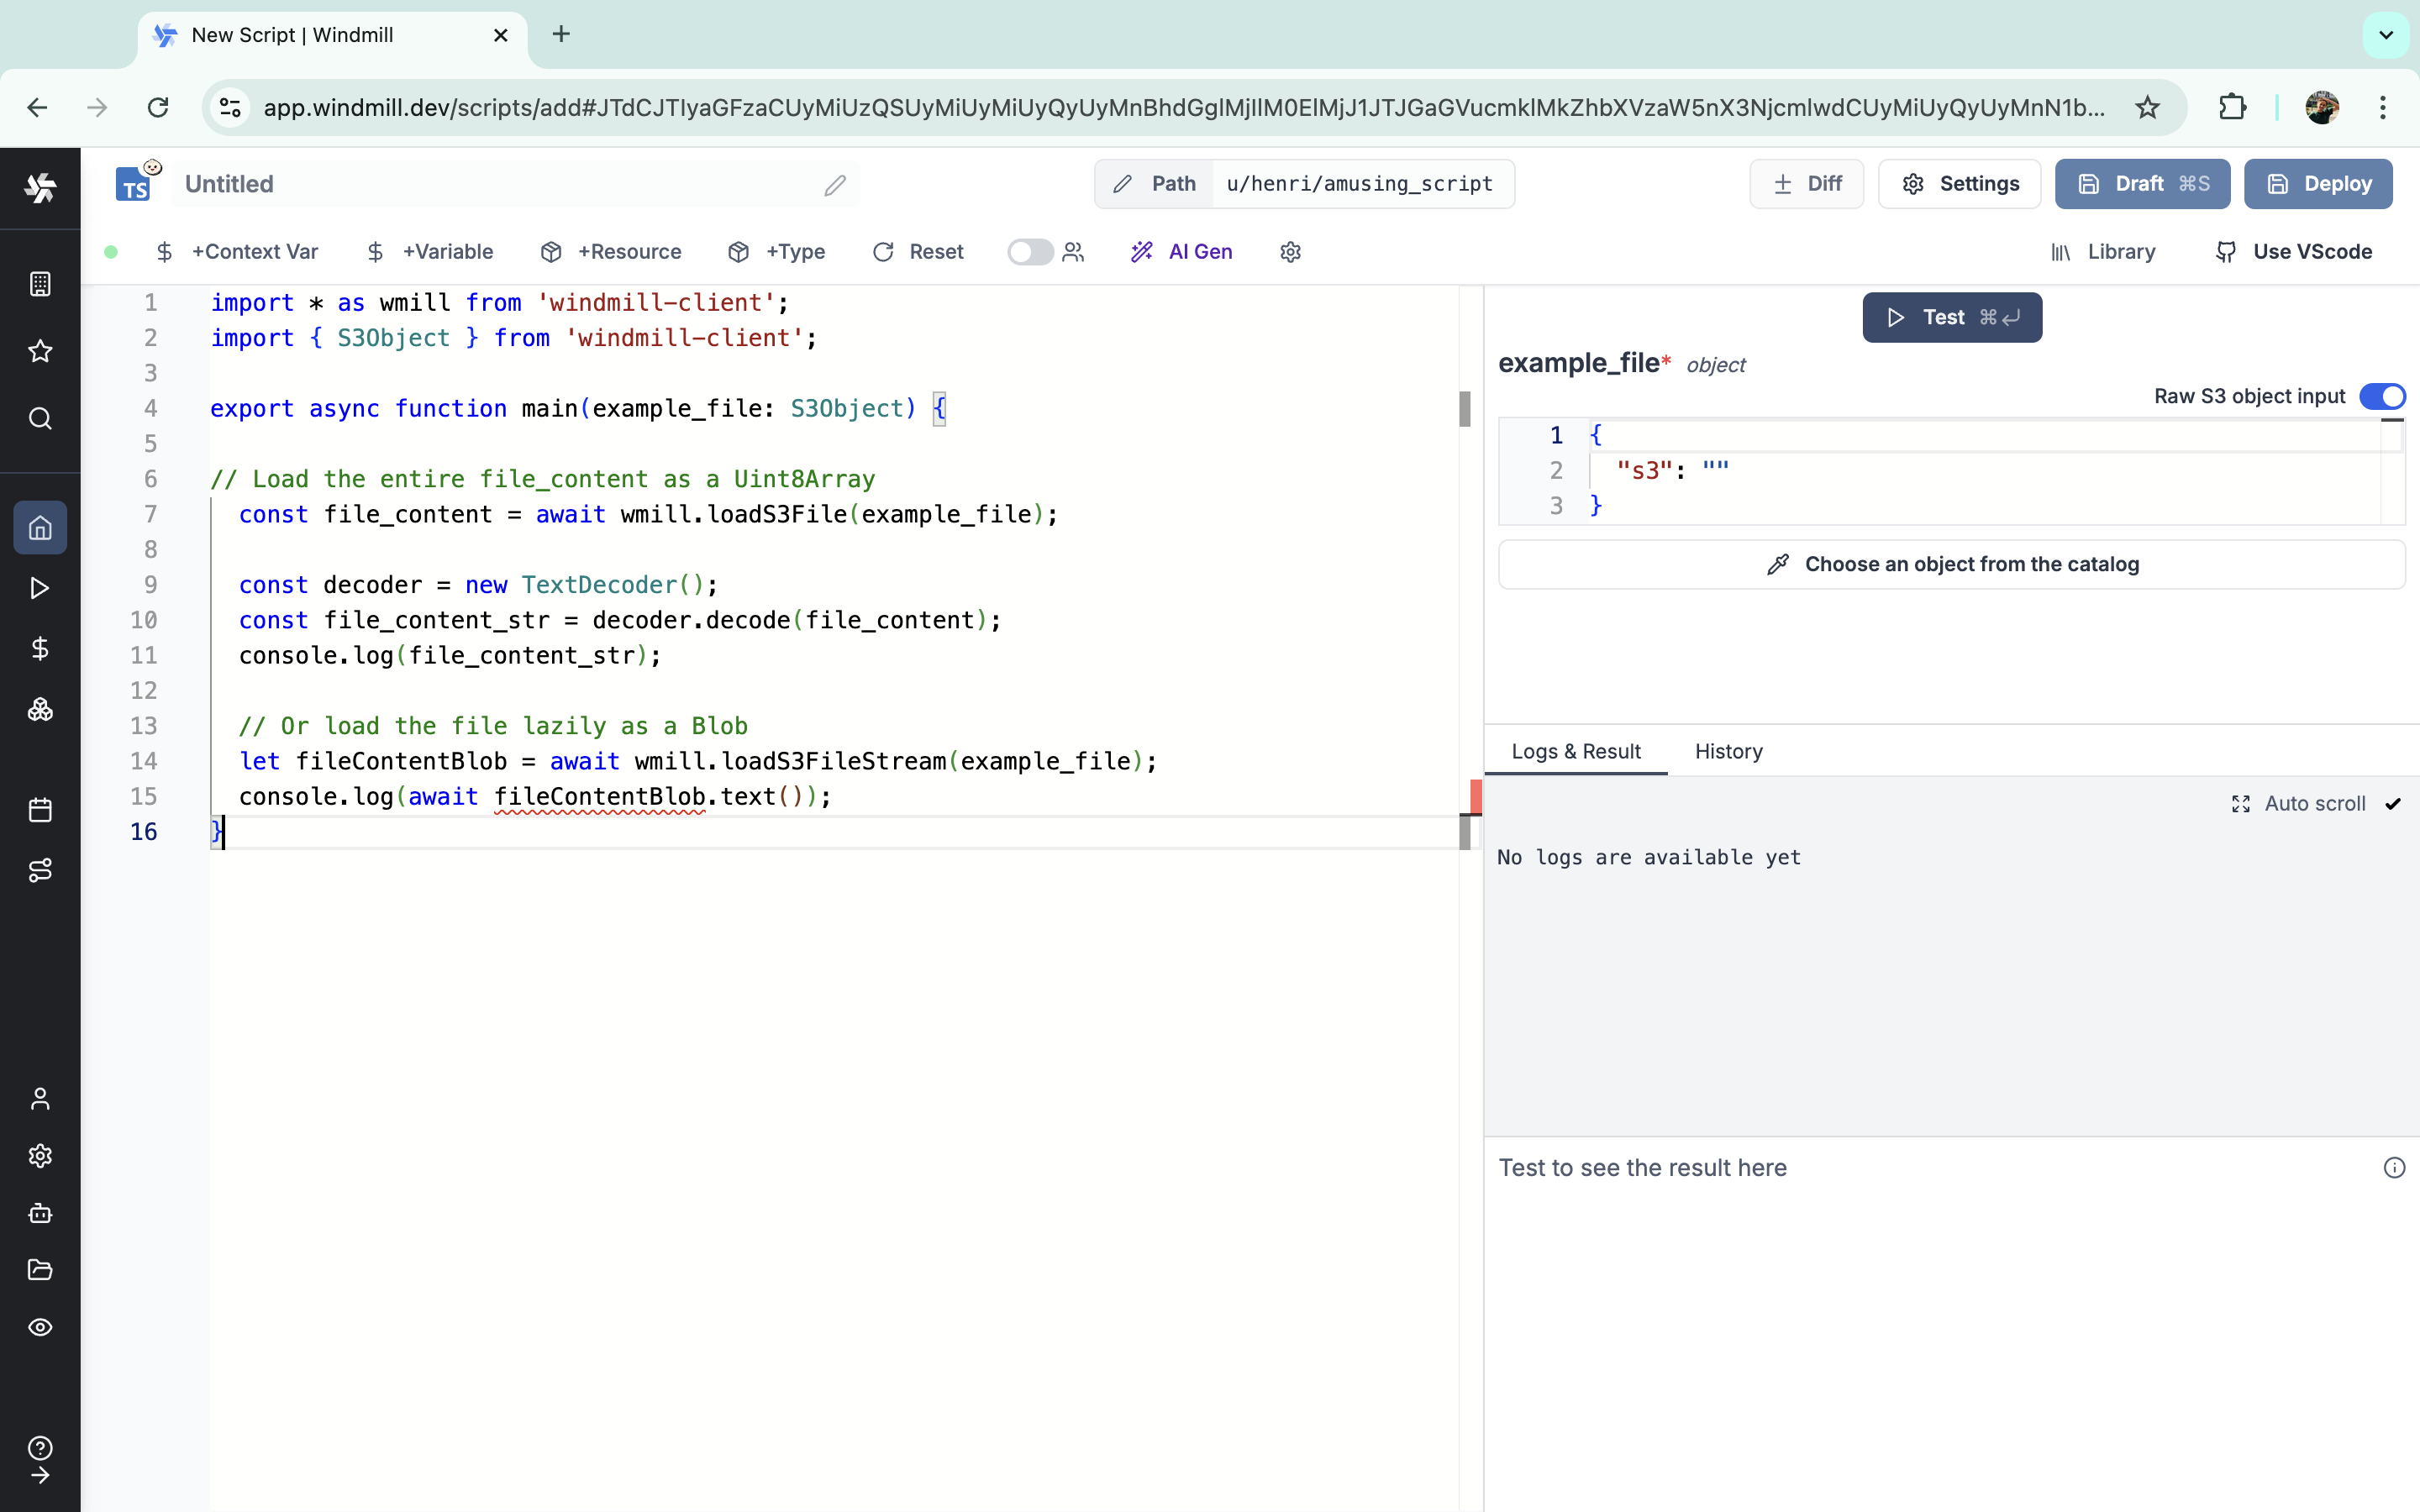 New Script | Windmill
app.windmill.dev/scripts/add#JTdCJTIyaGFzaCUyMiUzQSUyMiUyMiUyQyUyMnBhdGglMjIlM0ElMjJ1JTJGaGVucmklMkZhbXVzaW5nX3NjcmlwdCUyMiUyQyUyMnN1b...
TS Untitled Path u/henri/amusing_script Diff Settings Draft ⌘S Deploy
+Context Var +Variable +Resource +Type Reset AI Gen Library Use VScode
1 import * as wmill from 'windmill-client';
2 import { S3Object } from 'windmill-client';
3
4 export async function main(example_file: S3Object) {
5
6 // Load the entire file_content as a Uint8Array
7 const file_content = await wmill.loadS3File(example_file);
8
9 const decoder = new TextDecoder();
10 const file_content_str = decoder.decode(file_content);
11 console.log(file_content_str);
12
13 // Or load the file lazily as a Blob
14 let fileContentBlob = await wmill.loadS3FileStream(example_file);
15 console.log(await fileContentBlob.text());
16 }
Test ⌘
example_file* object
Raw S3 object input
1 {
2 "s3": ""
3 }
Choose an object from the catalog
Logs & Result History
Auto scroll
No logs are available yet
Test to see the result here